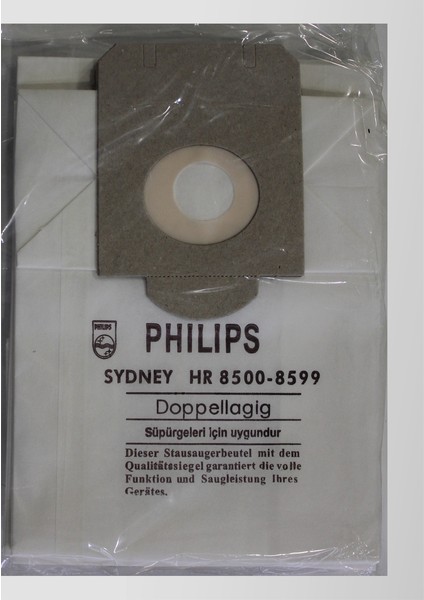 PHILIPS
PHILIPS
SYDNEY HR 8500-8599
Doppellagig
Süpürgeleri için uygundur
Dieser Stausaugerbeutel mit dem
Qualitätssiegel garantiert die volle
Funktion und Saugleistung Ihres
Gerätes.